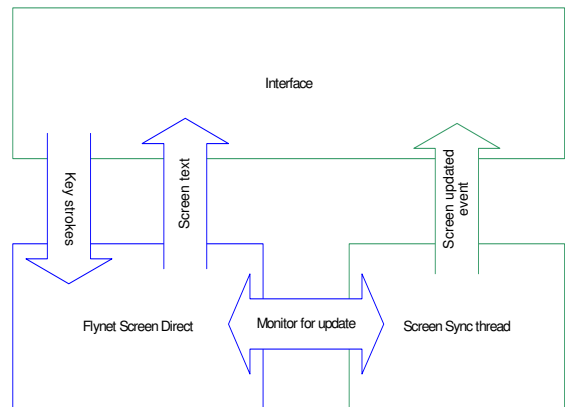 Interface
Key strokes
Screen text
Screen updated
event
Flynet Screen Direct
Monitor for update
Screen Sync thread